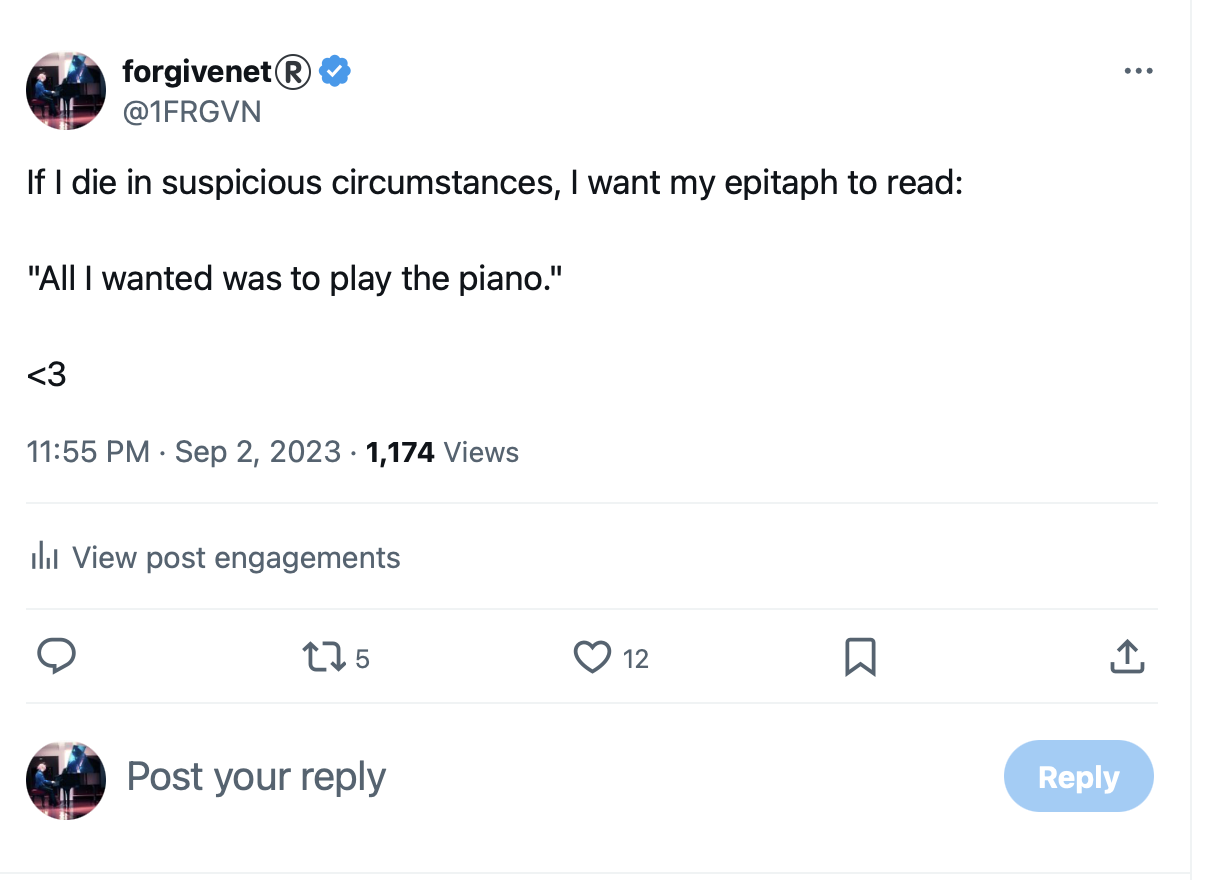 forgivenet®
@1FRGVN
If I die in suspicious circumstances, I want my epitaph to read:
"All I wanted was to play the piano."
<3
11:55 PM · Sep 2, 2023 · 1,174 Views
View post engagements
5
12
Post your reply
Reply